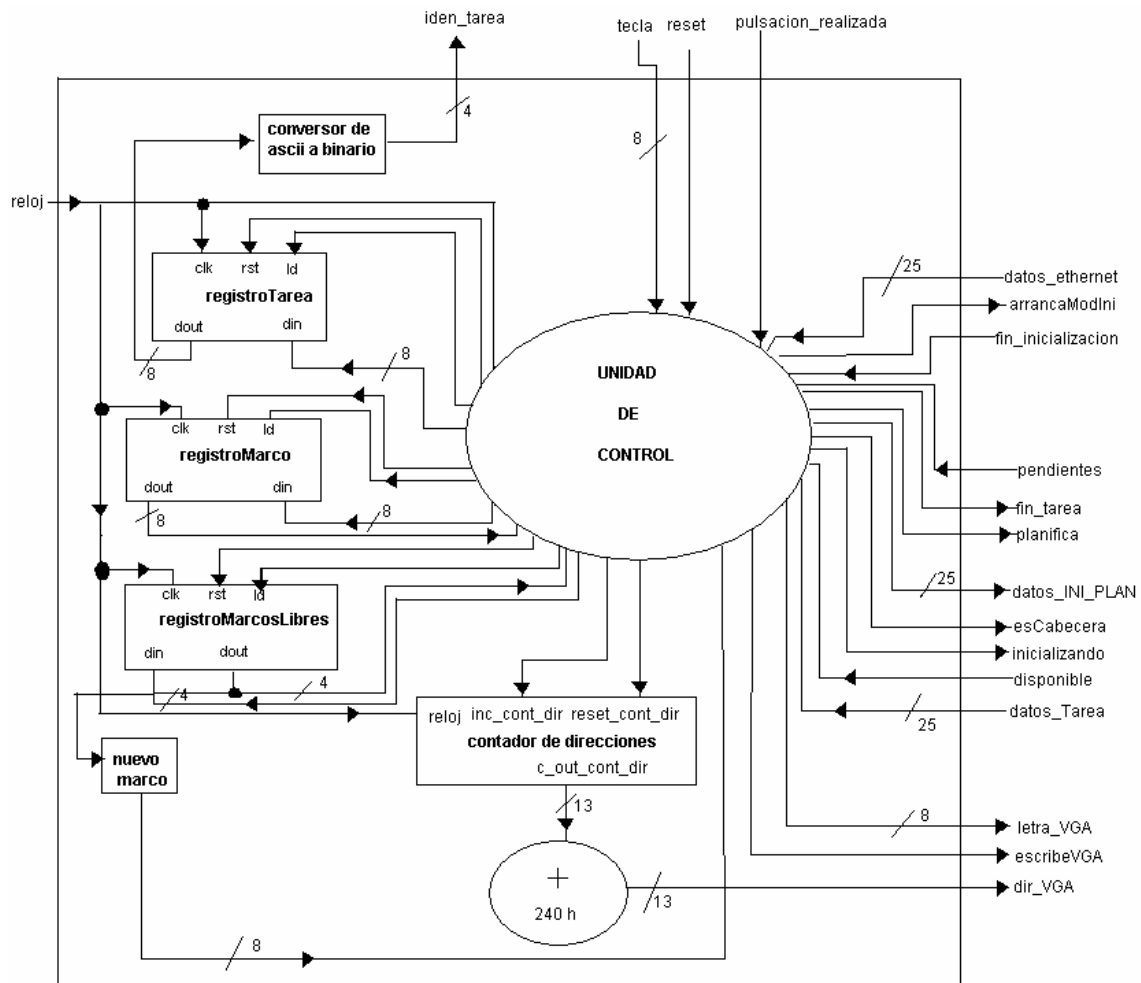 iden_tarea
tecla
reset
pulsacion_realizada
4
conversor de
ascii a binario
8
reloj
clk rst ld
registroTarea
dout din
8
8
25
datos_ethernet
arrancaModIni
fin_inicializacion
UNIDAD
DE
CONTROL
clk rst ld
registroMarco
dout din
8
8
pendientes
fin_tarea
planifica
clk rst ld
registroMarcosLibres
din dout
4
4
25
datos_INI_PLAN
esCabecera
inicializando
disponible
datos_Tarea
25
reloj inc_cont_dir reset_cont_dir
contador de direcciones
c_out_cont_dir
nuevo
marco
13
8
letra_VGA
escribeVGA
dir_VGA
+
240 h
13
8